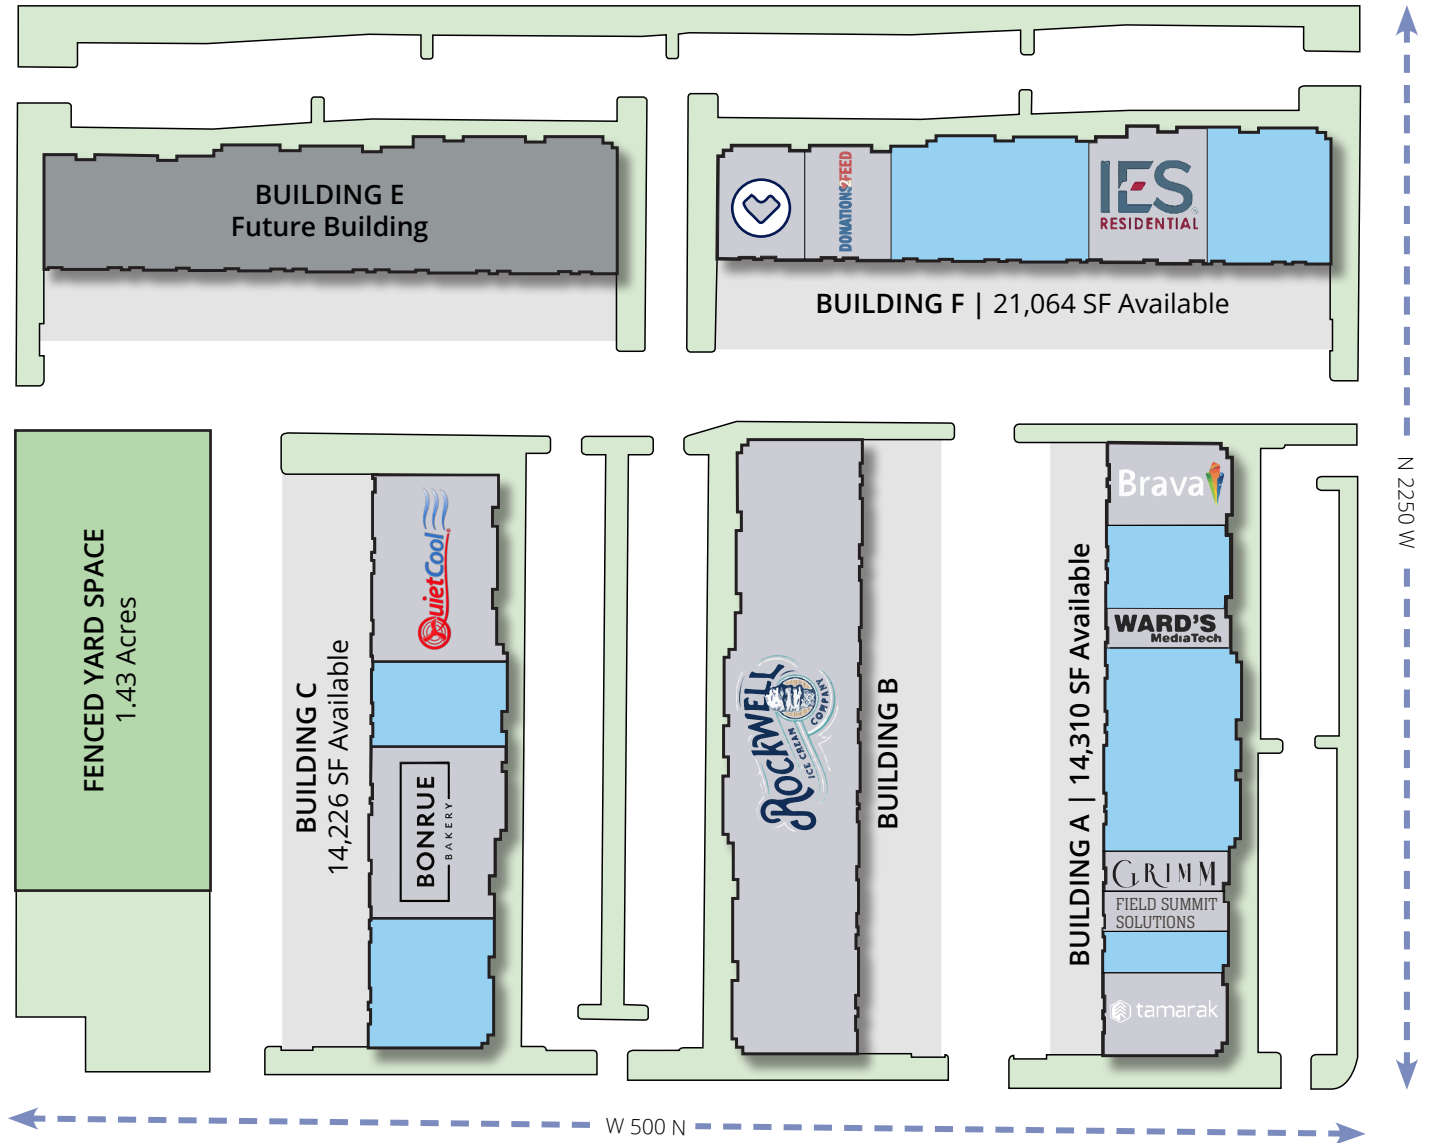 BUILDING E
Future Building
DONATIONS2FEED
IES
RESIDENTIAL
BUILDING F | 21,064 SF Available
N 2250 W
FENCED YARD SPACE
1.43 Acres
BUILDING C
14,226 SF Available
QuietCool
BONRUE
BAKERY
ROCKWELL
ICE CREAM
COMPANY
BUILDING B
BUILDING A | 14,310 SF Available
Brava
WARD'S
MediaTech
GRIMM
FIELD SUMMIT
SOLUTIONS
tamarak
W 500 N